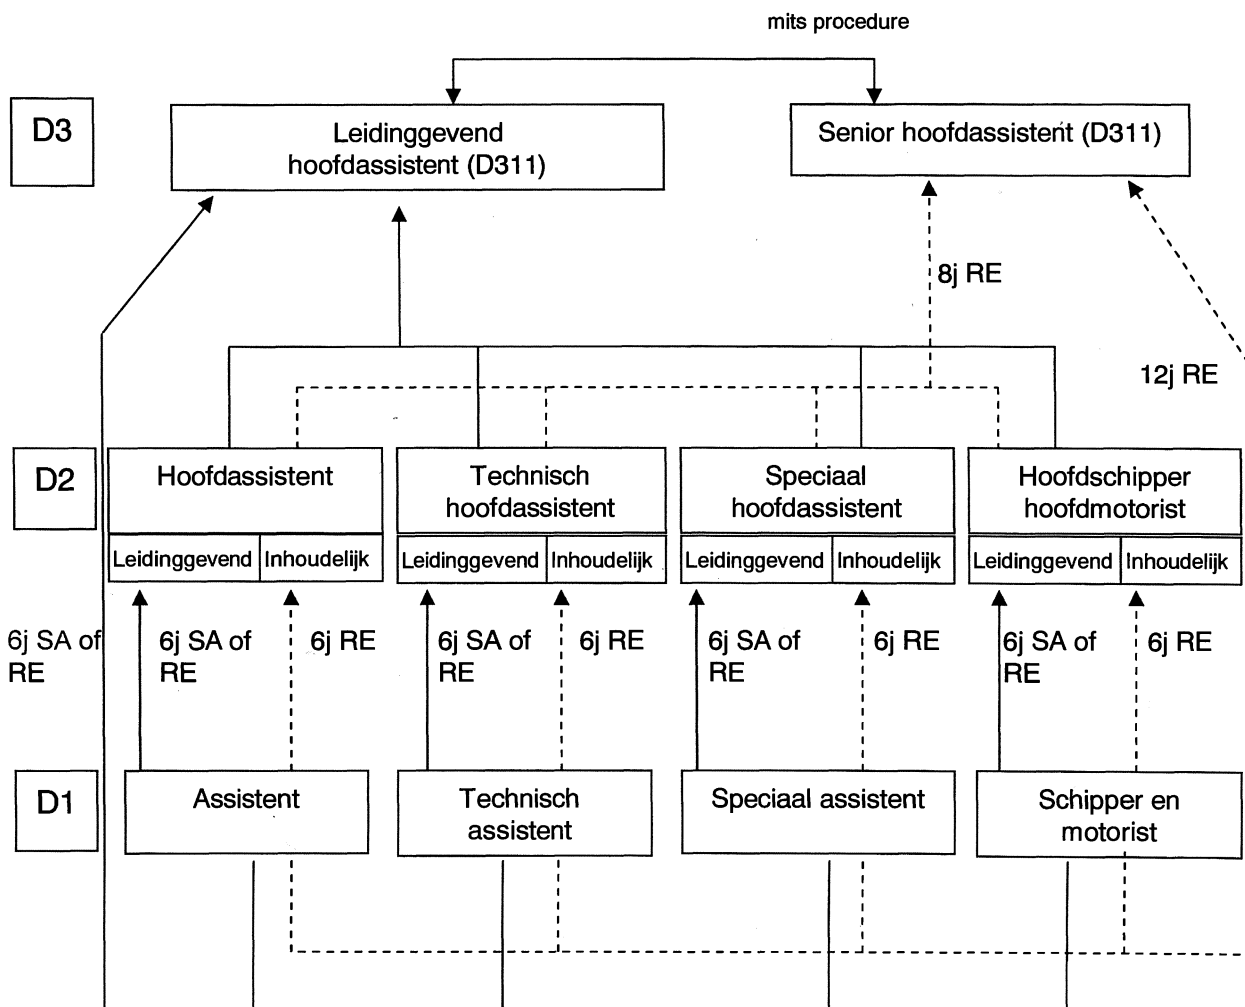 mits procedure
D3
Leidinggevend
hoofdassistent (D311)
Senior hoofdassistent (D311)
8j RE
12j RE
D2
Hoofdassistent
Technisch
hoofdassistent
Speciaal
hoofdassistent
Hoofdschipper
hoofdmotorist
Leidinggevend
Inhoudelijk
Leidinggevend
Inhoudelijk
Leidinggevend
Inhoudelijk
Leidinggevend
Inhoudelijk
6j SA of
RE
6j SA of
RE
6j RE
6j SA of
RE
6j RE
6j SA of
RE
6j RE
6j SA of
RE
6j RE
D1
Assistent
Technisch
assistent
Speciaal assistent
Schipper en
motorist